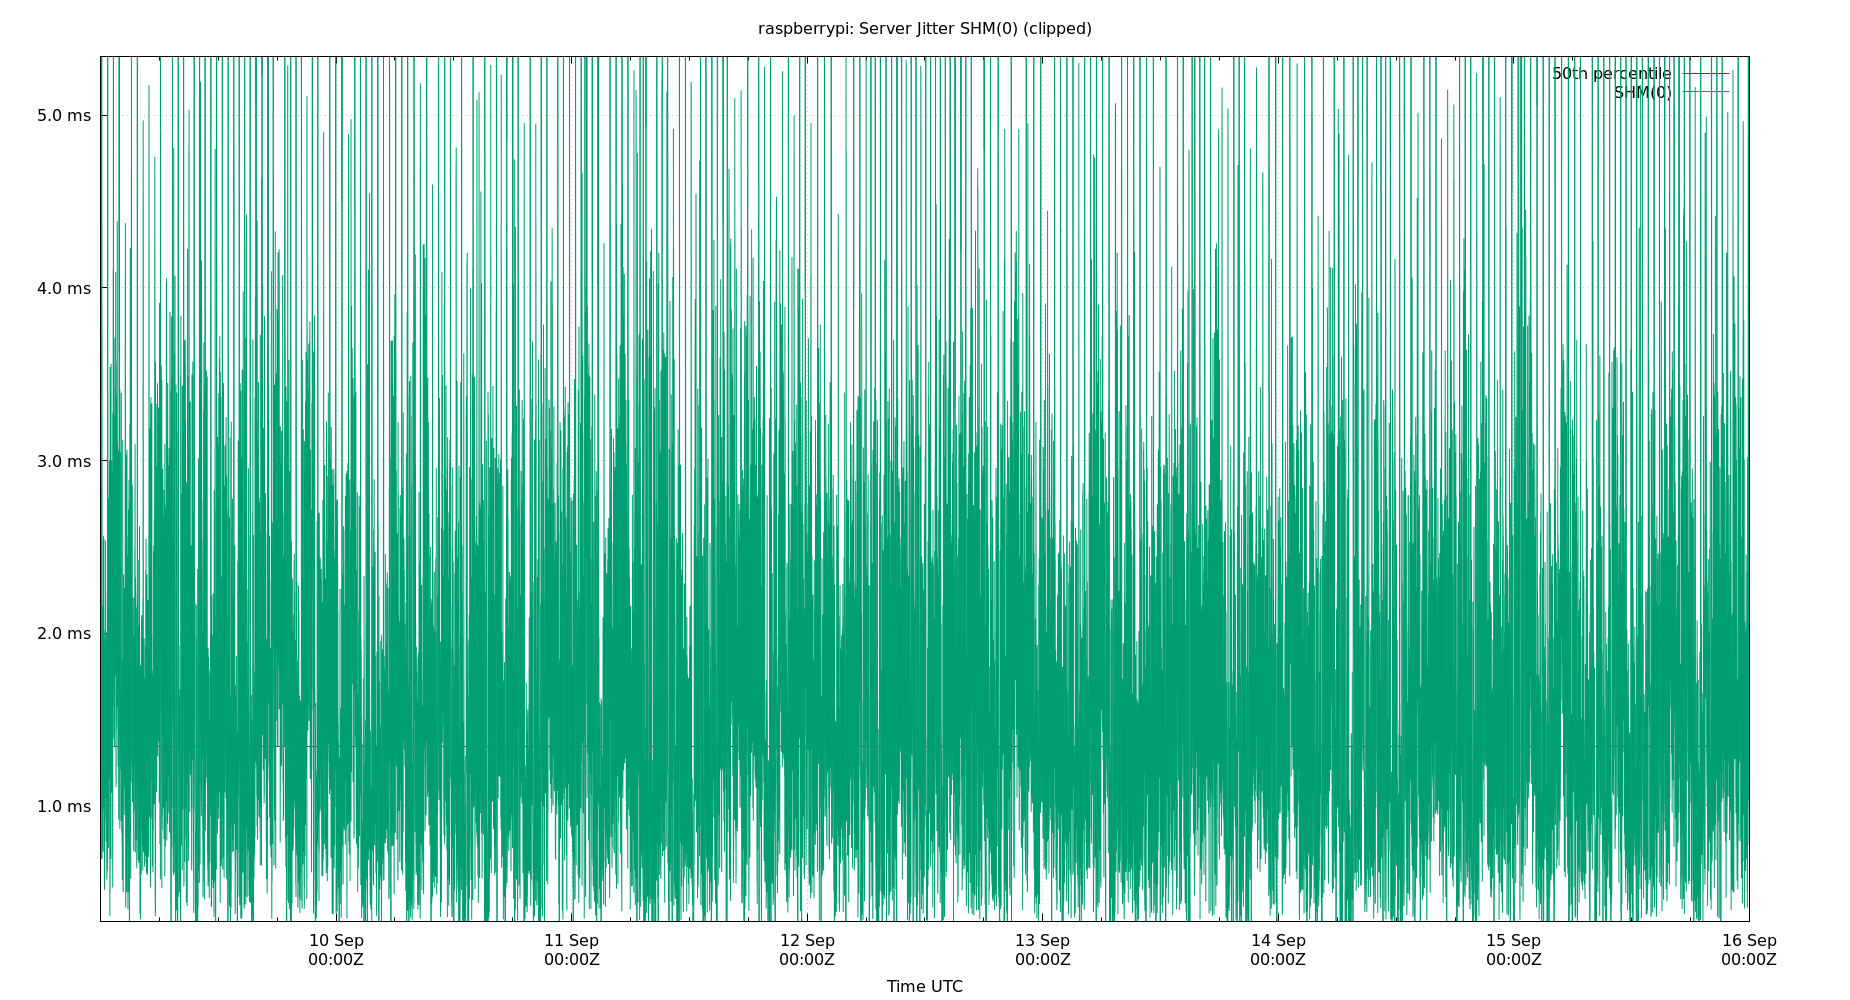 raspberrypi: Server Jitter SHM(0) (clipped)
50th percentile
SHM(0)
5.0 ms
4.0 ms
3.0 ms
2.0 ms
1.0 ms
10 Sep
00:00Z
11 Sep
00:00Z
12 Sep
00:00Z
13 Sep
00:00Z
14 Sep
00:00Z
15 Sep
00:00Z
16 Sep
00:00Z
Time UTC